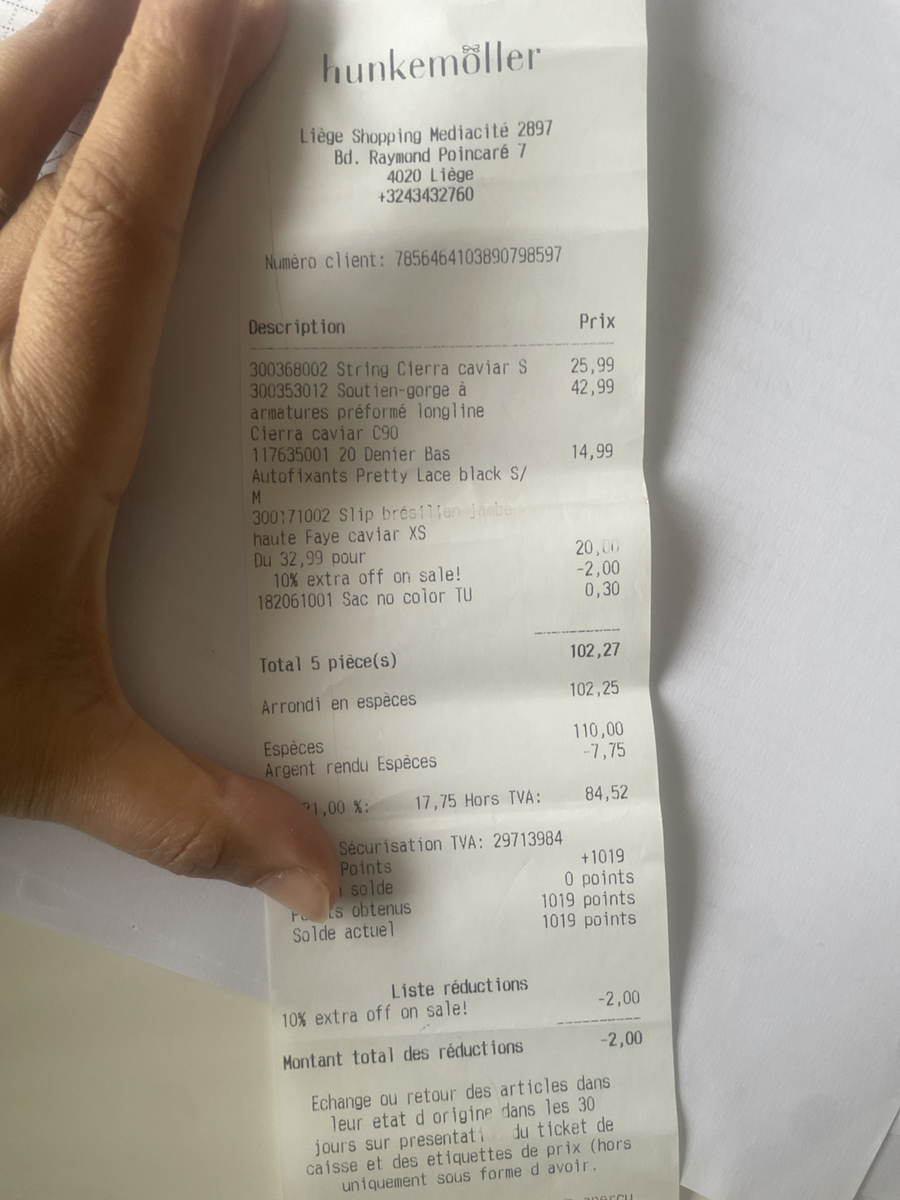 hunkemöller
Liège Shopping Mediacité 2897
Bd. Raymond Poincaré 7
4020 Liège
+3243432760
Numéro client: 7856464103890798597
Description Prix
300368002 String Cierra caviar S 25,99
300353012 Soutien-gorge à 42,99
armatures préformé longline
Cierra caviar C90
117635001 20 Denier Bas 14,99
Autofixants Pretty Lace black S/
M
300171002 Slip brésilien jambe
haute Faye caviar XS
Du 32,99 pour 20,00
10% extra off on sale! -2,00
182061001 Sac no color TU 0,30
Total 5 pièce(s) 102,27
Arrondi en espèces 102,25
Espèces 110,00
Argent rendu Espèces -7,75
21,00 %: 17,75 Hors TVA: 84,52
Sécurisation TVA: 29713984
Points +1019
solde 0 points
obtenus 1019 points
Solde actuel 1019 points
Liste réductions
10% extra off on sale! -2,00
Montant total des réductions -2,00
Echange ou retour des articles dans
leur etat d origine dans les 30
jours sur presentati du ticket de
caisse et des etiquettes de prix (hors
uniquement sous forme d avoir.